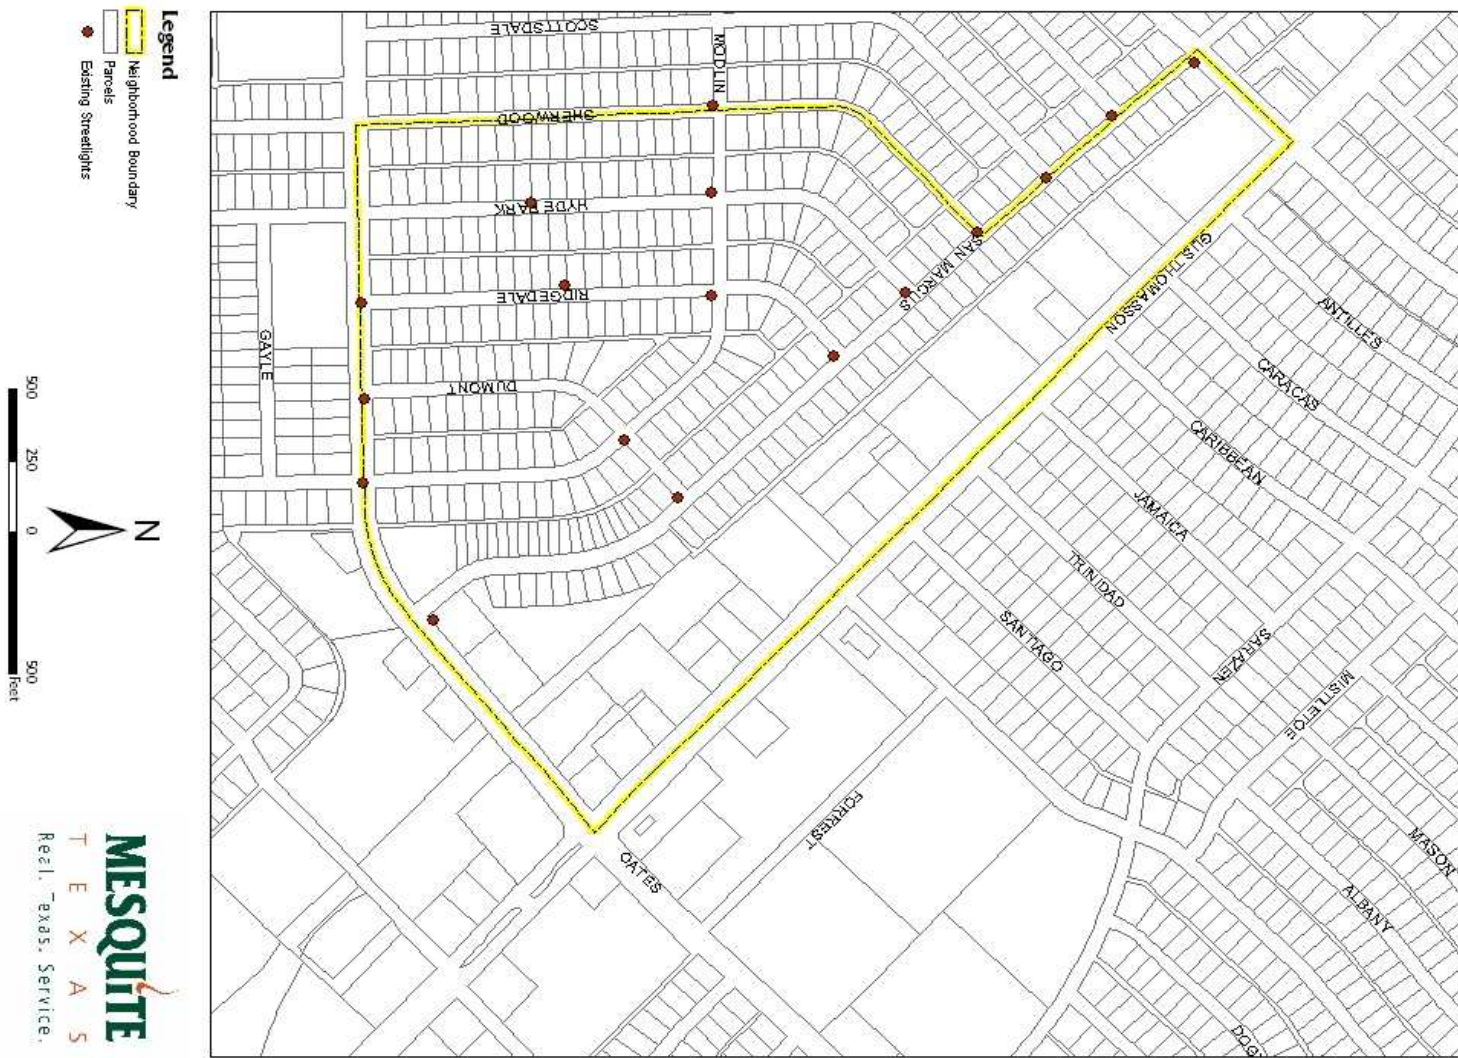 Legend
Neighborhood Boundary
Parcels
Existing Streetlights
500
250
0
500
Feet
N
MESQUITE
TEXAS
Real. Texas. Service.
SCOTTSDALE
MODLIN
SHERWOOD
HYDE PARK
RIDGEDALE
DUMONT
GAYLE
SAN MARCUS
GUS THOMASSON
ANTILLES
CARACAS
CARIBBEAN
JAMAICA
TRINIDAD
SANTIAGO
SARAZEN
MISTLETOE
FORREST
OATES
MASON
ALBANY